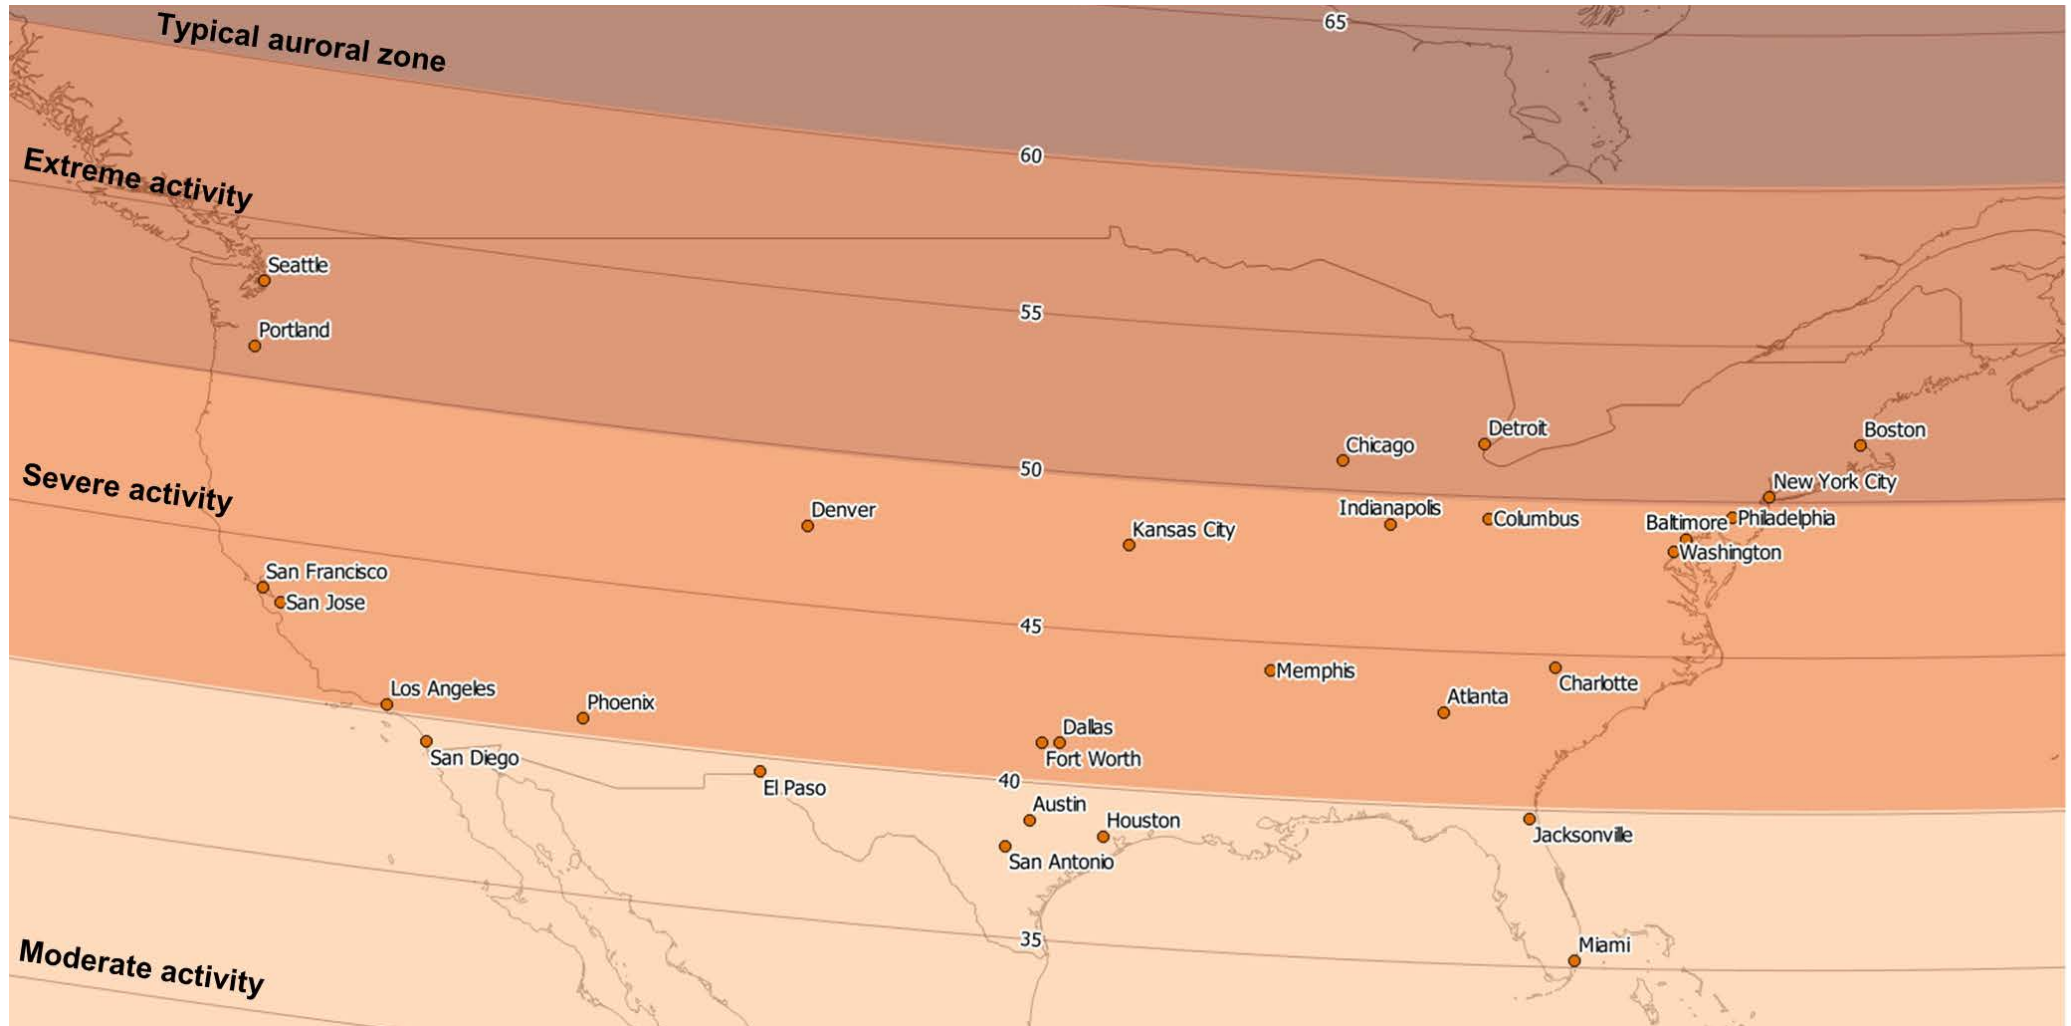 Typical auroral zone
65
60
Extreme activity
Seattle
55
Portland
Detroit
Boston
Chicago
50
New York City
Severe activity
Denver
Indianapolis
Columbus
Baltimore
Philadelphia
Kansas City
Washington
San Francisco
San Jose
45
Memphis
Charlotte
Los Angeles
Phoenix
Atlanta
Dallas
San Diego
Fort Worth
40
El Paso
Austin
Houston
Jacksonville
San Antonio
35
Miami
Moderate activity